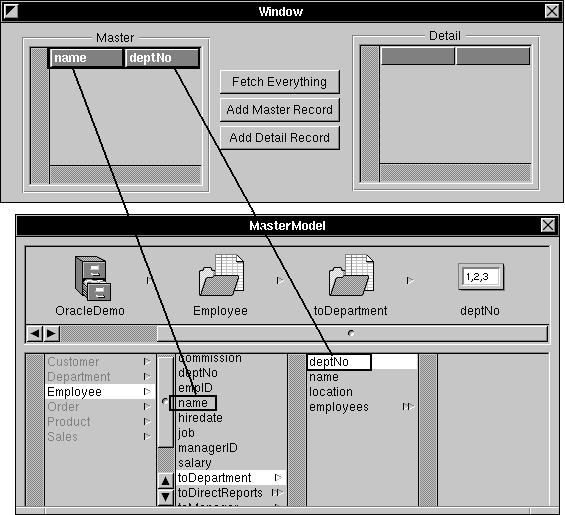 Window
Master
Detail
name
deptNo
Fetch Everything
Add Master Record
Add Detail Record
MasterModel
1,2,3
OracleDemo
Employee
toDepartment
deptNo
Customer
Department
Employee
Order
Product
Sales
commission
deptNo
empID
name
hiredate
job
managerID
salary
toDepartment
toDirectReports
toManager
deptNo
name
location
employees